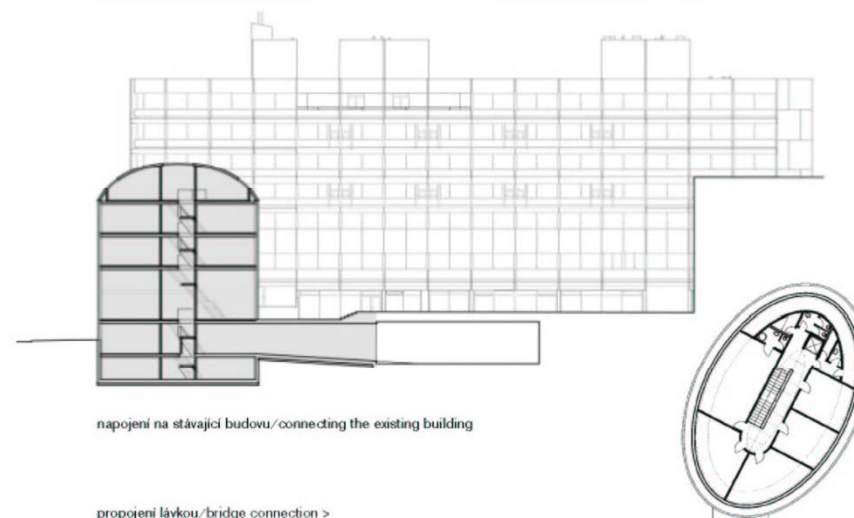 napojení na stávající budovu/connecting the existing building
propojení lávkou/bridge connection >